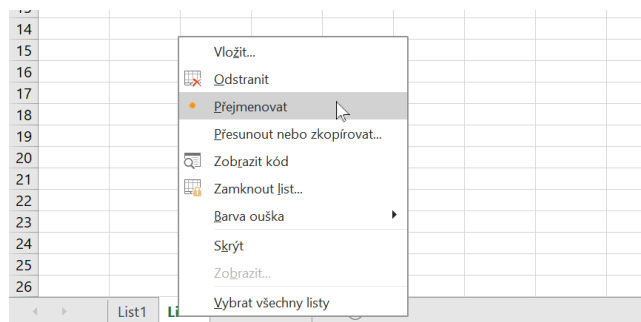 14
15
16
17
18
19
20
21
22
23
24
25
26
Vložit...
Odstranit
Přejmenovat
Přesunout nebo zkopírovat...
Zobrazit kód
Zamknout list...
Barva ouška
Skrýt
Zobrazit...
Vybrat všechny listy
List1